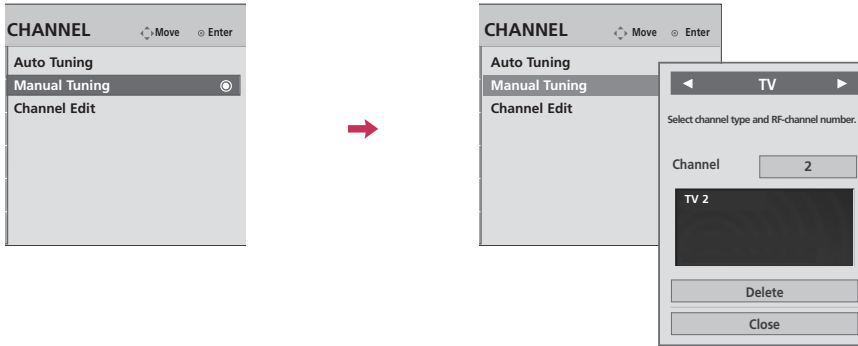 CHANNEL Move Enter
Auto Tuning
Manual Tuning
Channel Edit
CHANNEL Move Enter
Auto Tuning
Manual Tuning
Channel Edit
◄ TV ►
Select channel type and RF-channel number.
Channel 2
TV 2
Delete
Close